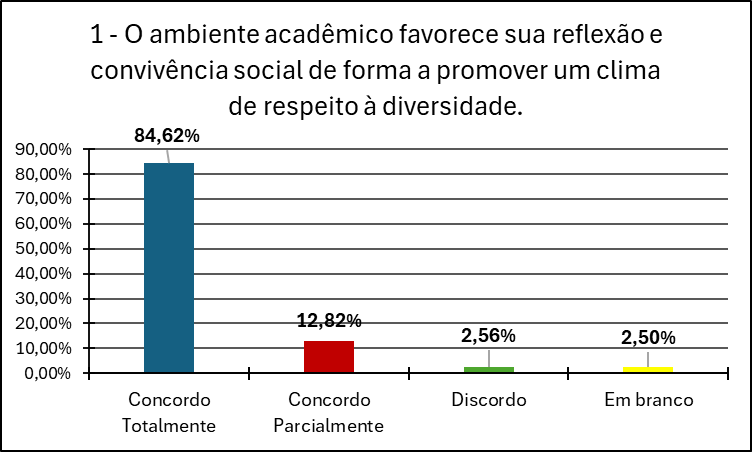 1 - O ambiente acadêmico favorece sua reflexão e
convivência social de forma a promover um clima
de respeito à diversidade.
84,62%
90,00%
80,00%
70,00%
60,00%
50,00%
40,00%
30,00%
20,00%
10,00%
0,00%
12,82%
2,56%
2,50%
Concordo
Totalmente
Concordo
Parcialmente
Discordo
Em branco